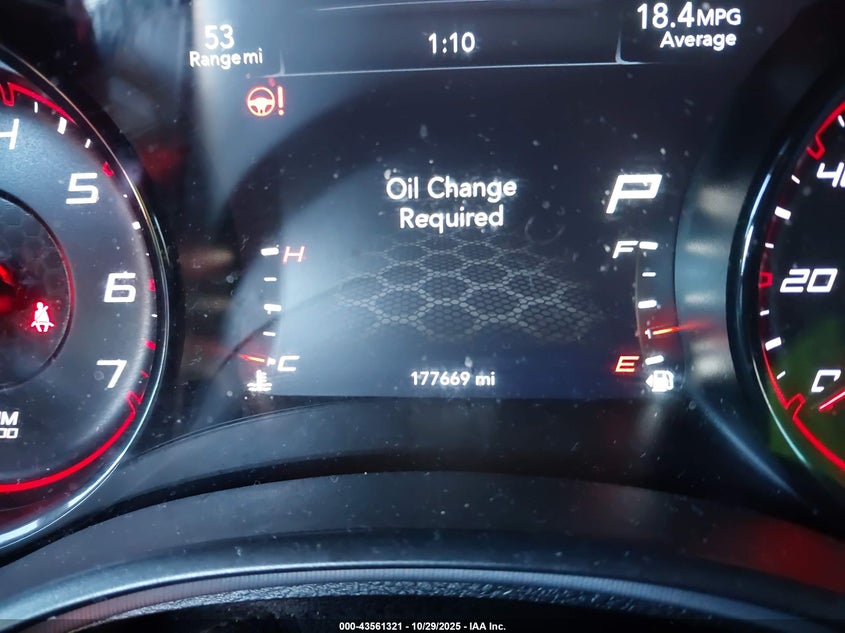 53
Range mi
1:10
18.4 MPG
Average
Oil Change
Required
P
H
C
F
E
177669 mi
5
6
7
20
000-43561321 | 10/29/2025 - IAA Inc.